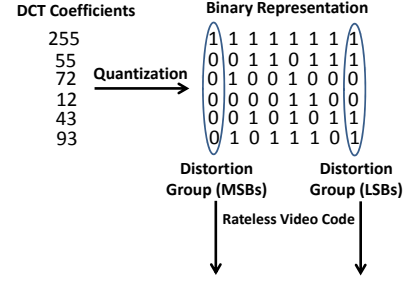 DCT Coefficients Binary Representation
255 1 1 1 1 1 1 1 1
55 0 0 1 1 0 1 1 1
72 0 1 0 0 1 0 0 0
Quantization
12 0 0 0 0 1 1 0 0
43 0 0 1 0 1 0 1 1
93 0 1 0 1 1 1 0 1
Distortion Distortion
Group (MSBs) Group (LSBs)
Rateless Video Code